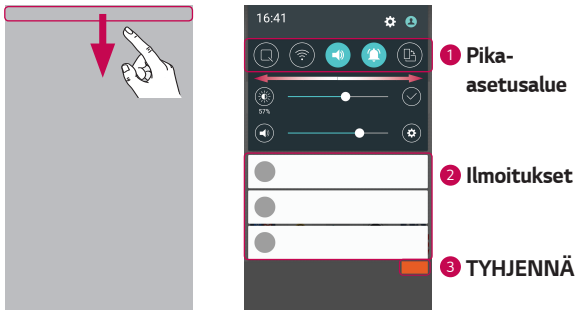 16:41
57%
1 Pika-
asetusalue
2 Ilmoitukset
3 TYHJENNÄ